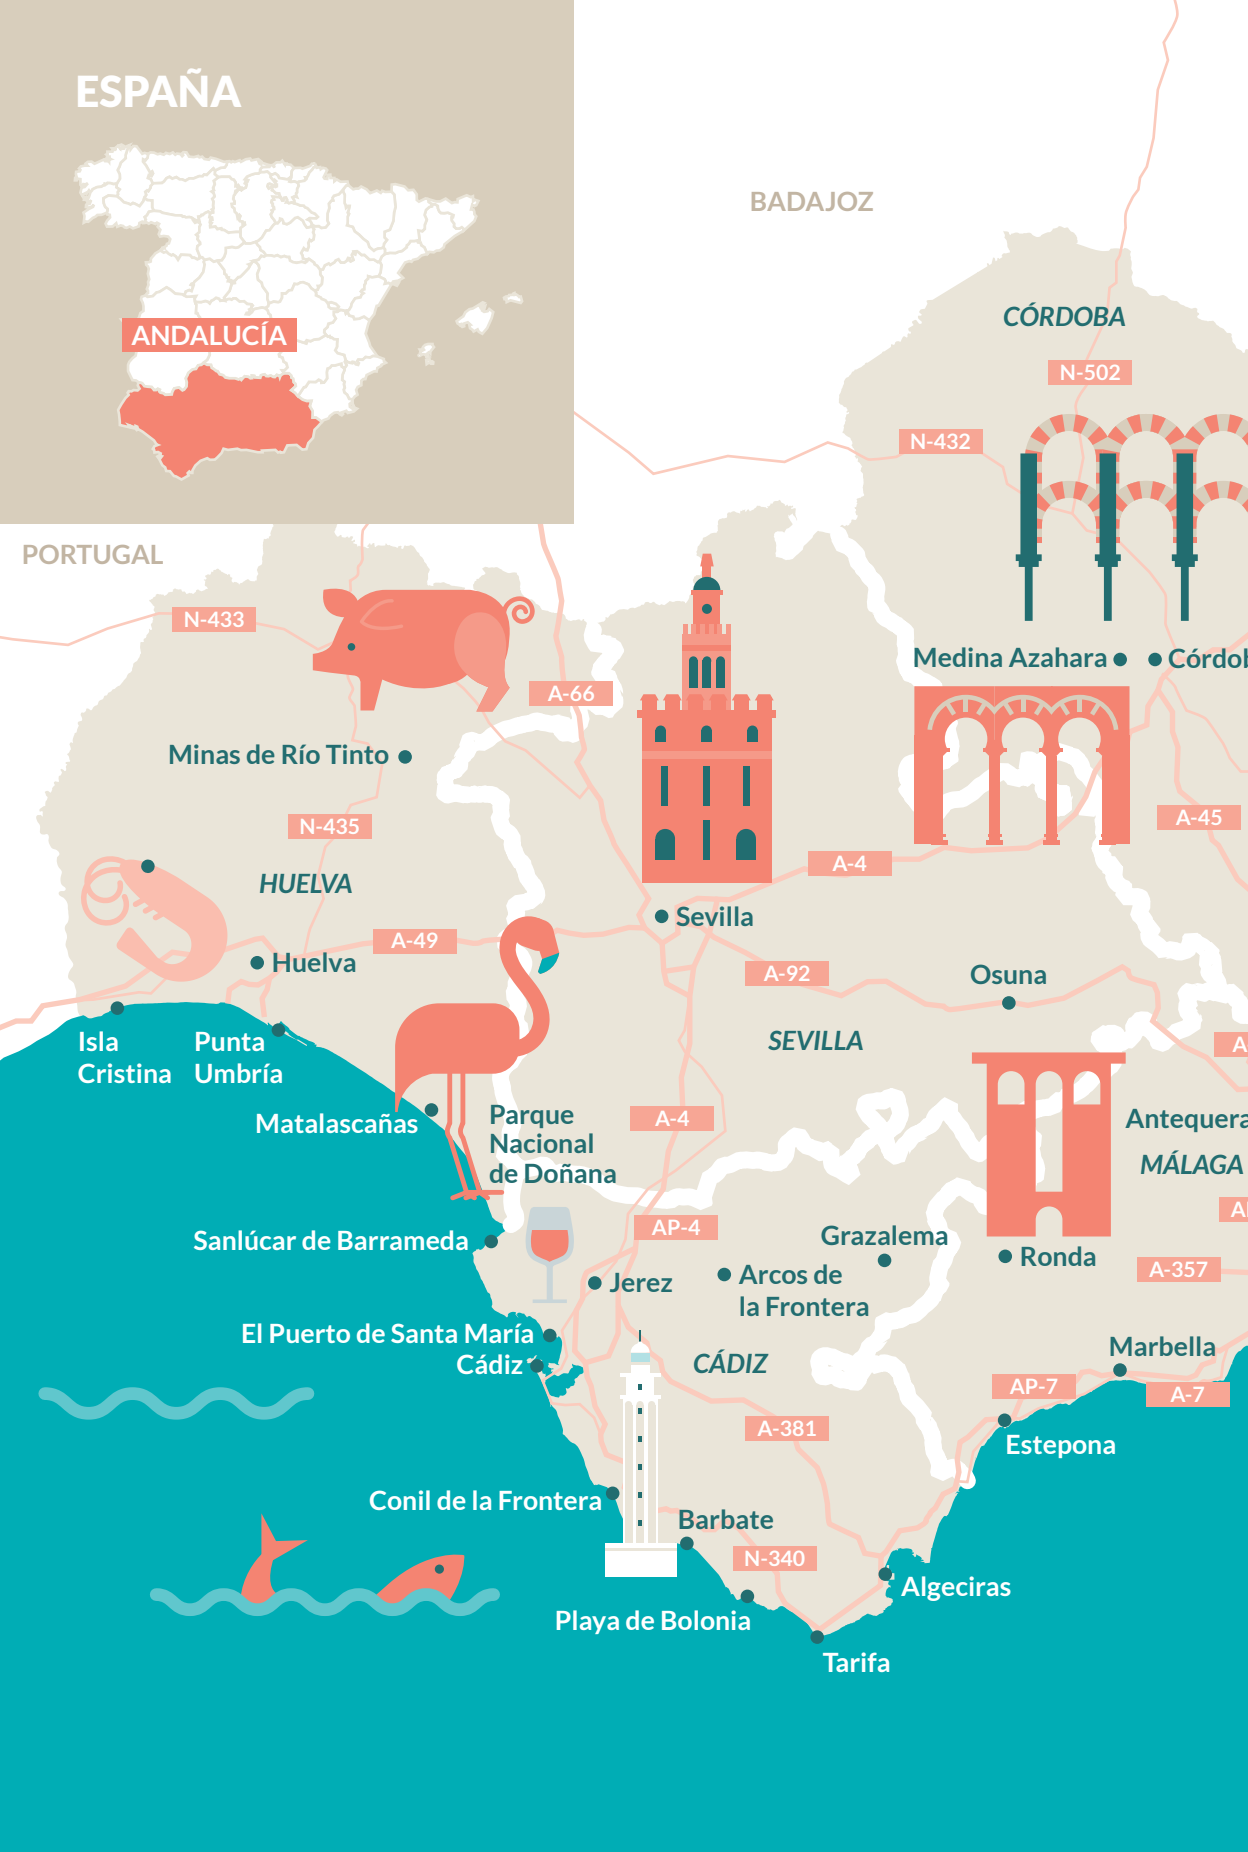 ESPAÑA
ANDALUCÍA
BADAJOZ
CÓRDOBA
N-502
N-432
PORTUGAL
N-433
A-66
Medina Azahara
Córdob
Minas de Río Tinto
N-435
A-45
A-4
HUELVA
Sevilla
A-49
Huelva
A-92
Osuna
SEVILLA
Isla
Cristina
Punta
Umbría
Matalascañas
Parque
Nacional
de Doñana
A-4
Antequera
MÁLAGA
Sanlúcar de Barrameda
AP-4
Grazalema
Ronda
A-357
Jerez
Arcos de
la Frontera
El Puerto de Santa María
Cádiz
CÁDIZ
Marbella
AP-7
A-7
A-381
Estepona
Conil de la Frontera
Barbate
N-340
Algeciras
Playa de Bolonia
Tarifa